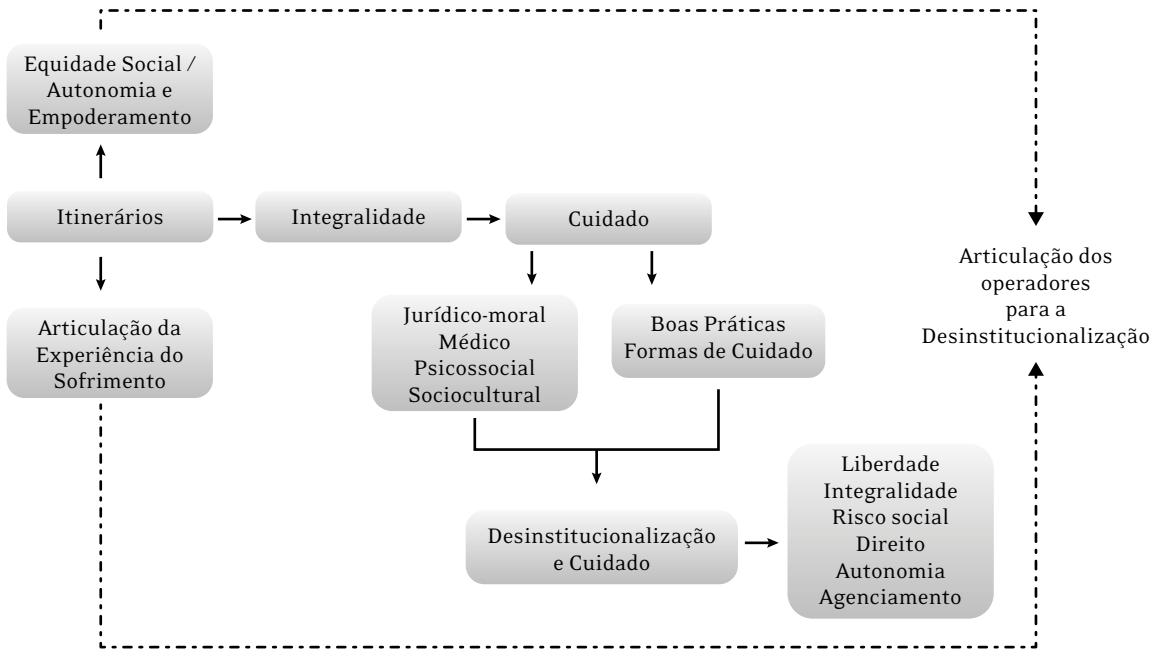 Equidade Social /
Autonomia e
Empoderamento
Itinerários
Integralidade
Cuidado
Articulação dos
operadores
para a
Desinstitucionalização
Articulação da
Experiência do
Sofrimento
Jurídico-moral
Médico
Psicossocial
Sociocultural
Boas Práticas
Formas de Cuidado
Desinstitucionalização
e Cuidado
Liberdade
Integralidade
Risco social
Direito
Autonomia
Agenciamento